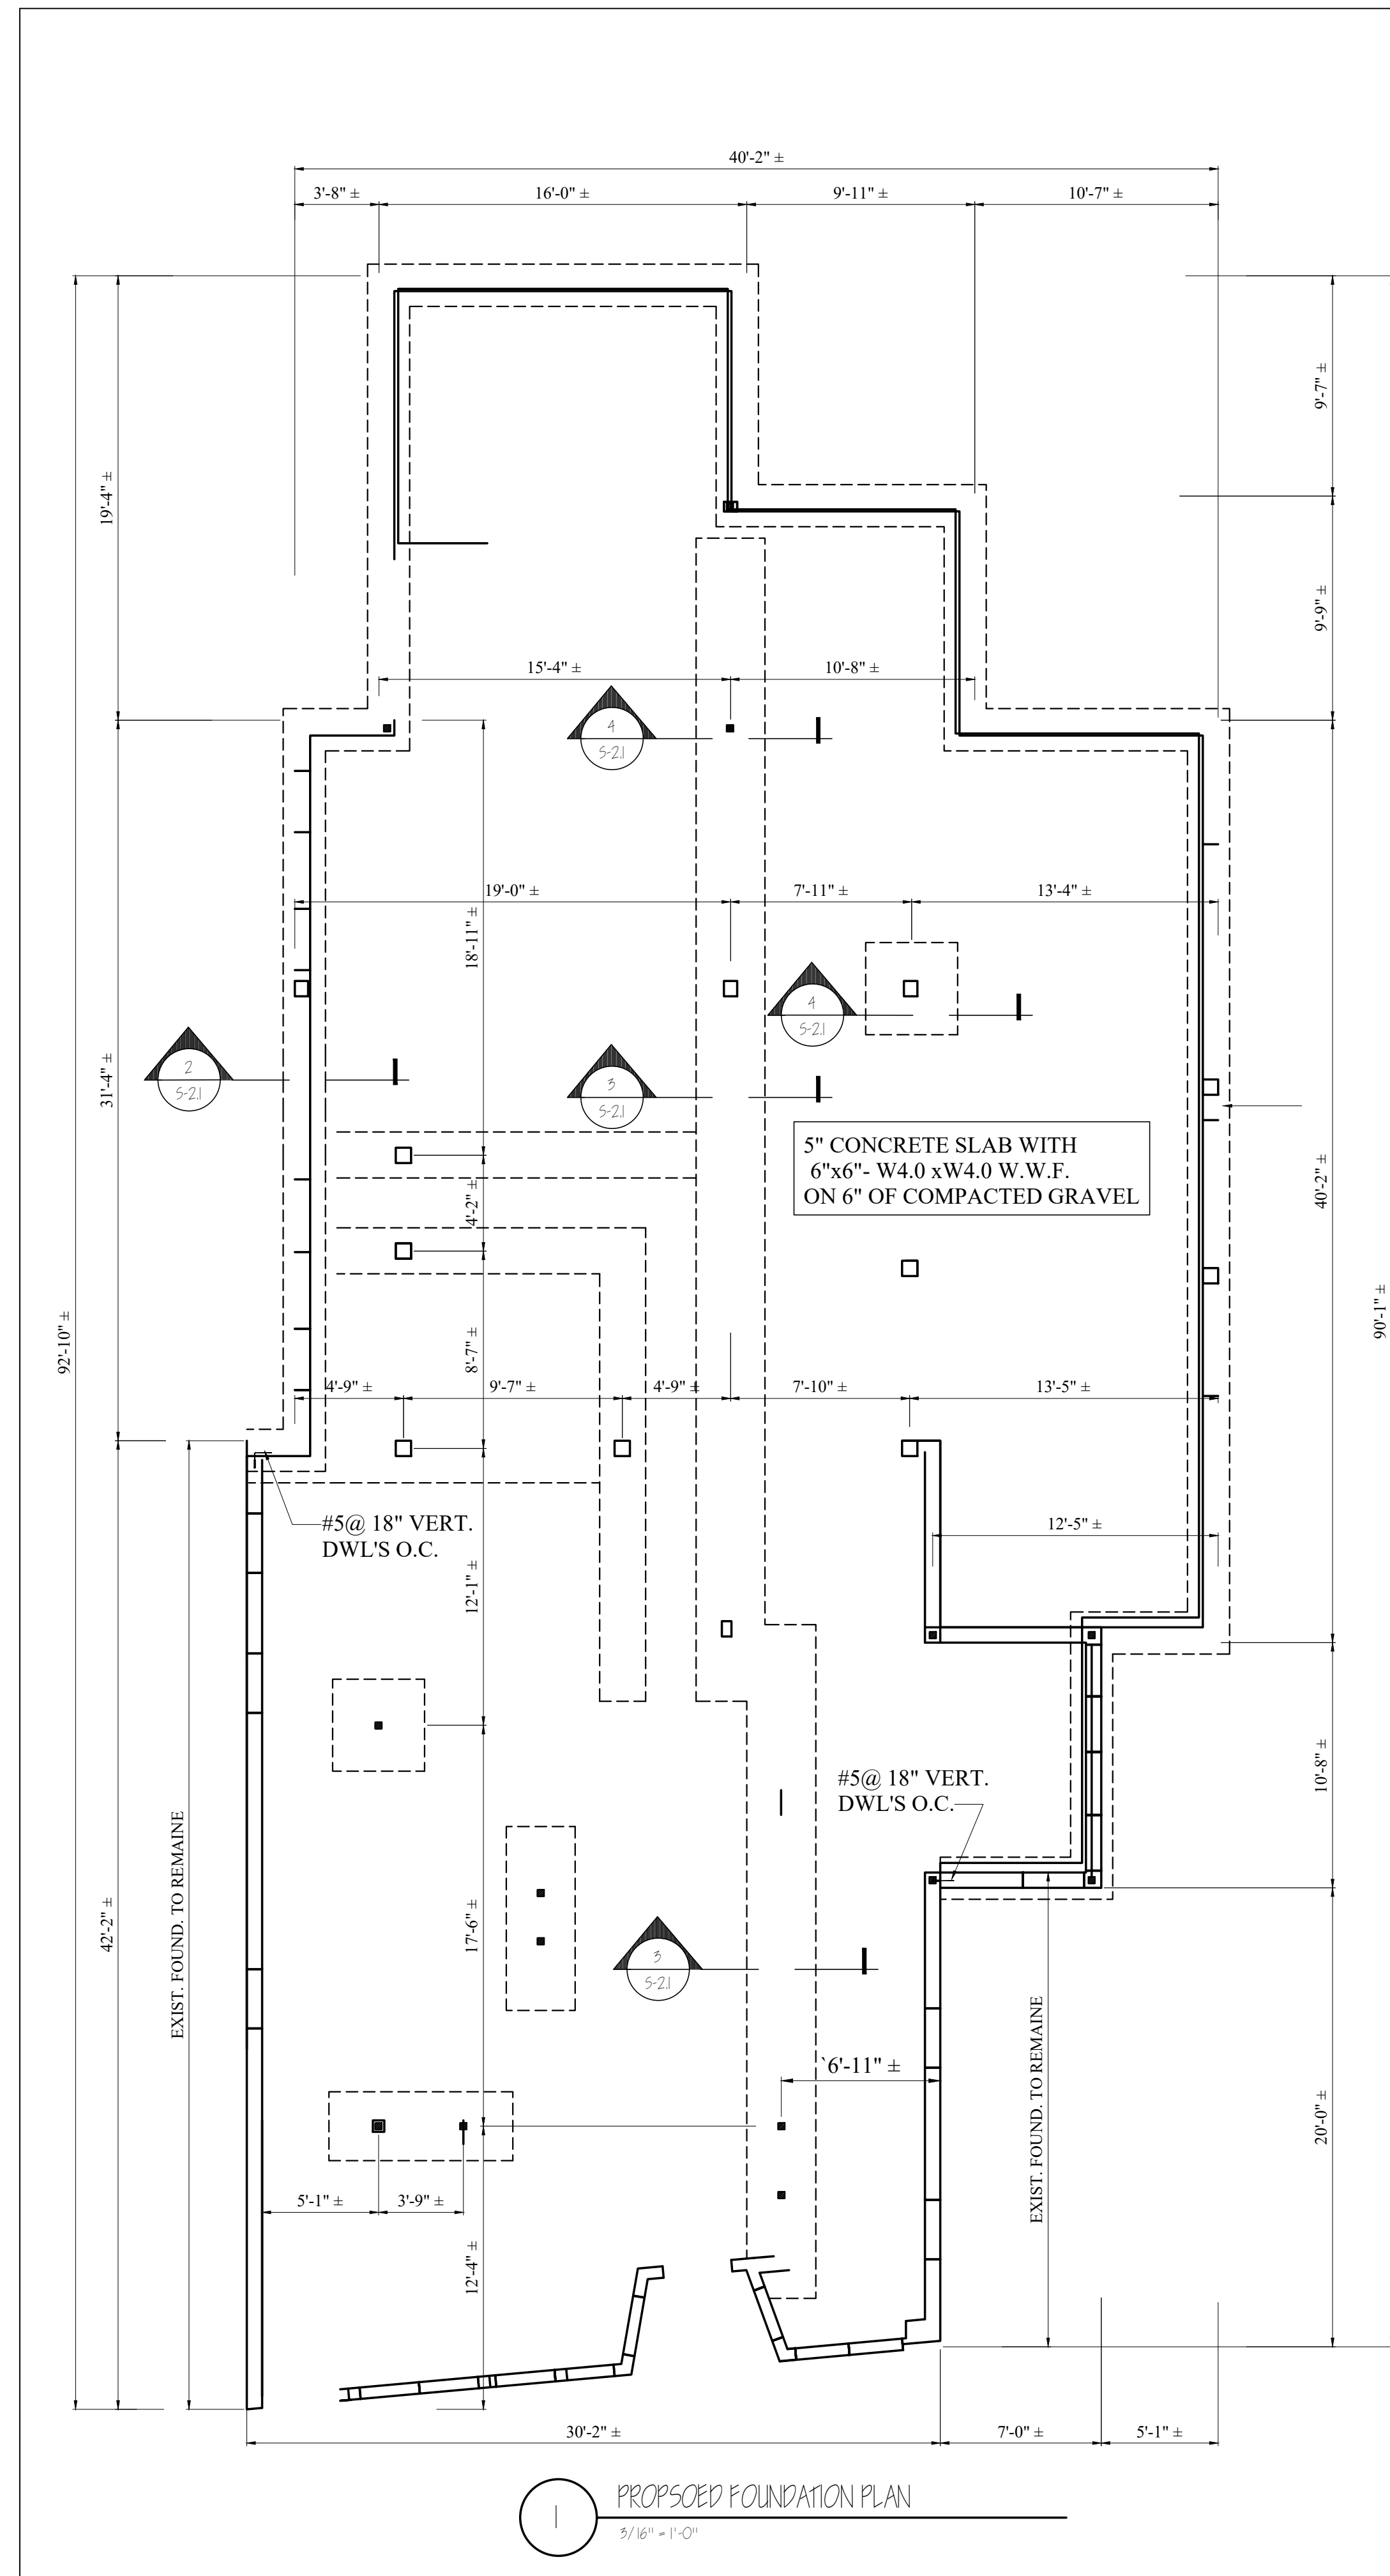 40'-2" ±
3'-8" ±
16'-0" ±
9'-11" ±
10'-7" ±
9'-7" ±
19'-4" ±
9'-9" ±
15'-4" ±
10'-8" ±
4
S-2.1
19'-0" ±
7'-11" ±
13'-4" ±
18'-11" ±
4
S-2.1
2
S-2.1
31'-4" ±
3
S-2.1
5" CONCRETE SLAB WITH
6"x6"- W4.0 xW4.0 W.W.F.
ON 6" OF COMPACTED GRAVEL
40'-2" ±
4'-2" ±
92'-10" ±
90'-1" ±
8'-7" ±
4'-9" ±
9'-7" ±
4'-9" ±
7'-10" ±
13'-5" ±
#5@ 18" VERT.
DWL'S O.C.
12'-5" ±
12'-1" ±
10'-8" ±
#5@ 18" VERT.
DWL'S O.C.
EXIST. FOUND. TO REMAINE
42'-2" ±
17'-6" ±
3
S-2.1
`6'-11" ±
EXIST. FOUND. TO REMAINE
20'-0" ±
5'-1" ±
3'-9" ±
12'-4" ±
30'-2" ±
7'-0" ±
5'-1" ±
1
PROPSOED FOUNDATION PLAN
3/16" = 1'-0"